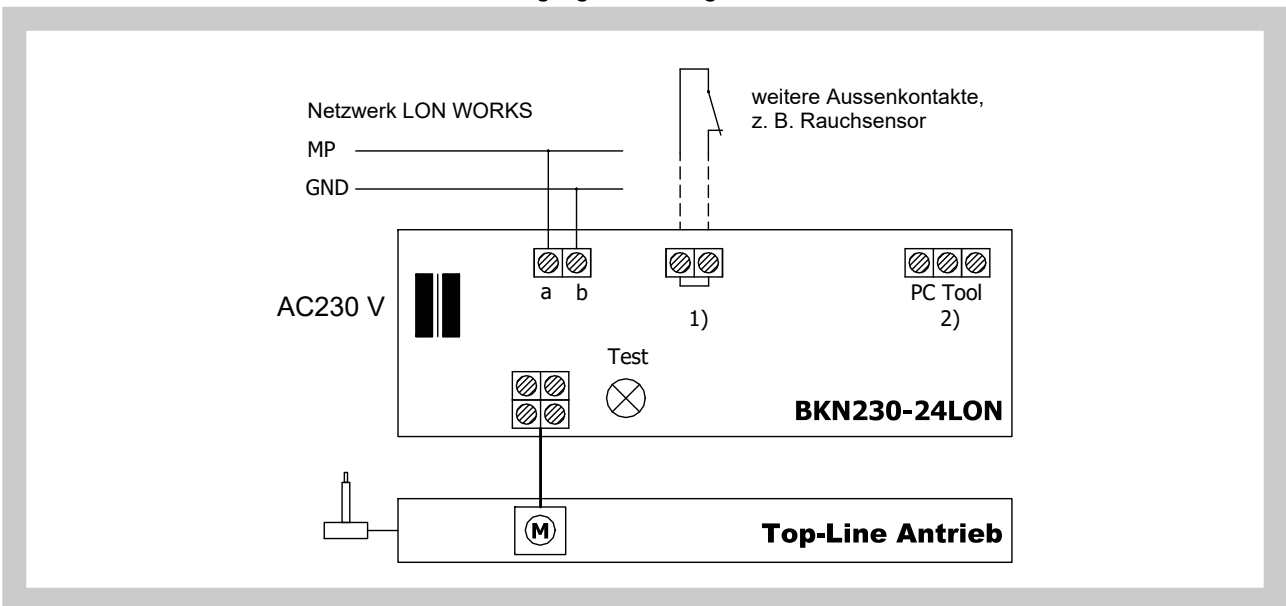 Netzwerk LON WORKS
MP
GND
weitere Aussenkontakte,
z. B. Rauchsensor
AC230 V
a b
1)
PC Tool
2)
Test
BKN230-24LON
M
Top-Line Antrieb